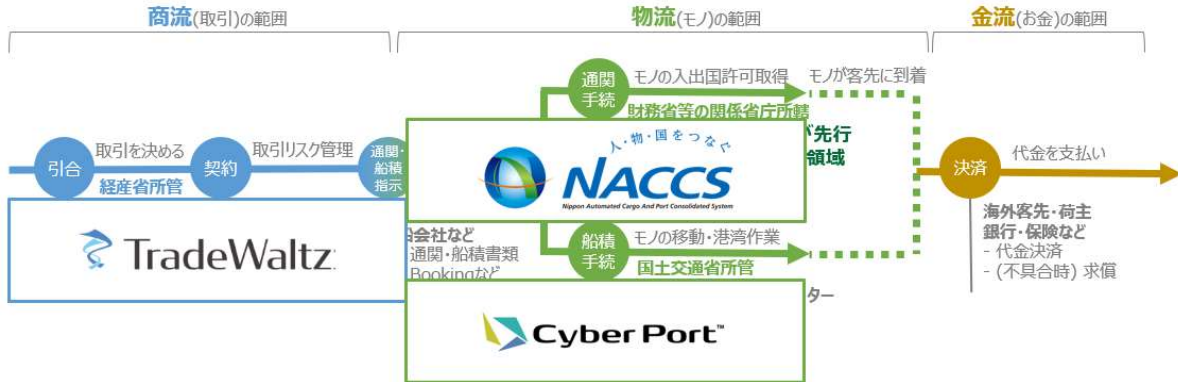 商流(取引)の範囲
物流(モノ)の範囲
金流(お金)の範囲
引合
取引を決める
経産省所管
契約
取引リスク管理
通関・
船積
指示
通関
手続
モノの入出国許可取得
財務省等の関係省庁所轄
モノが客先に到着
が先行
領域
人・物・国をつなぐ
NACCS
Nippon Automated Cargo And Port Consolidated System
TradeWaltz
船会社など
通関・船積書類
Bookingなど
船積
手続
モノの移動・港湾作業
国土交通省所管
ター
Cyber Port™
決済
代金を支払い
海外客先・荷主
銀行・保険など
- 代金決済
- (不具合時) 求償